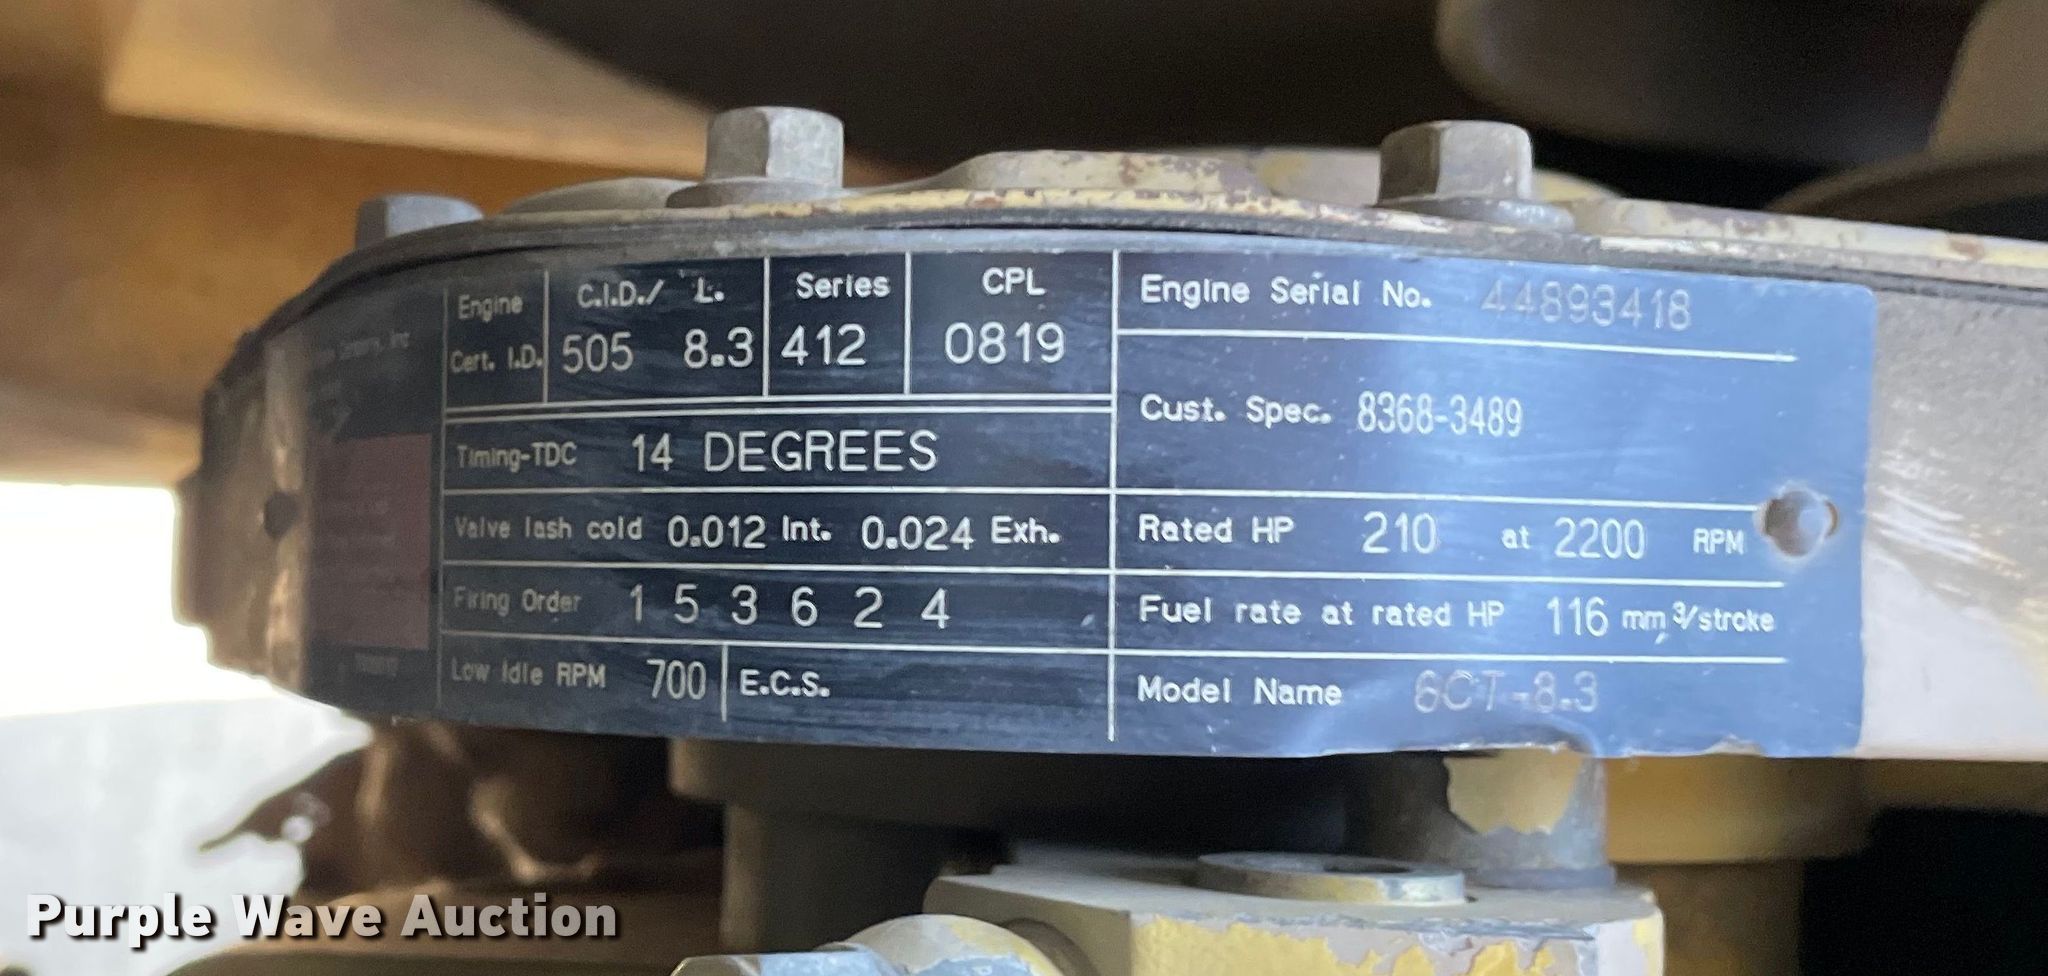 Engine Cert. I.D.
C.I.D./ L.
505 8.3
Series
412
CPL
0819
Timing-TDC 14 DEGREES
Valve lash cold 0.012 Int. 0.024 Exh.
Firing Order 1 5 3 6 2 4
Low Idle RPM 700 E.C.S.
Engine Serial No. 44893418
Cust. Spec. 8368-3489
Rated HP 210 at 2200 RPM
Fuel rate at rated HP 116 mm³/stroke
Model Name 6CT-8.3
Purple Wave Auction